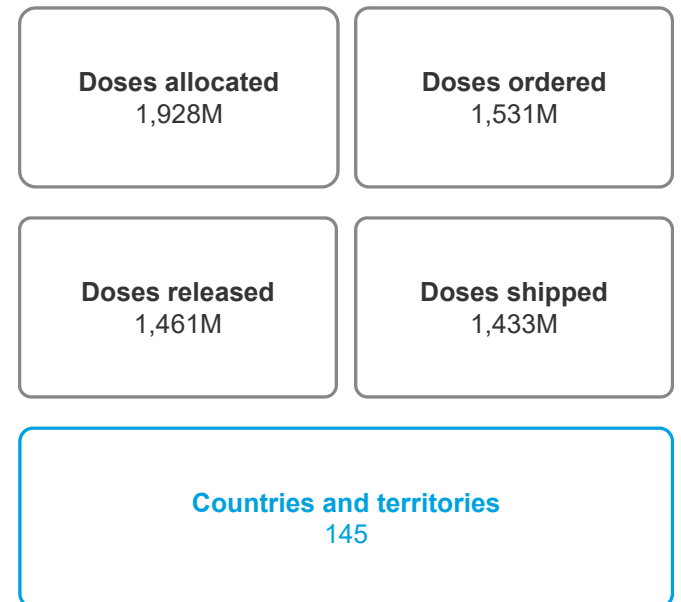 Doses allocated
1,928M
Doses ordered
1,531M
Doses released
1,461M
Doses shipped
1,433M
Countries and territories
145